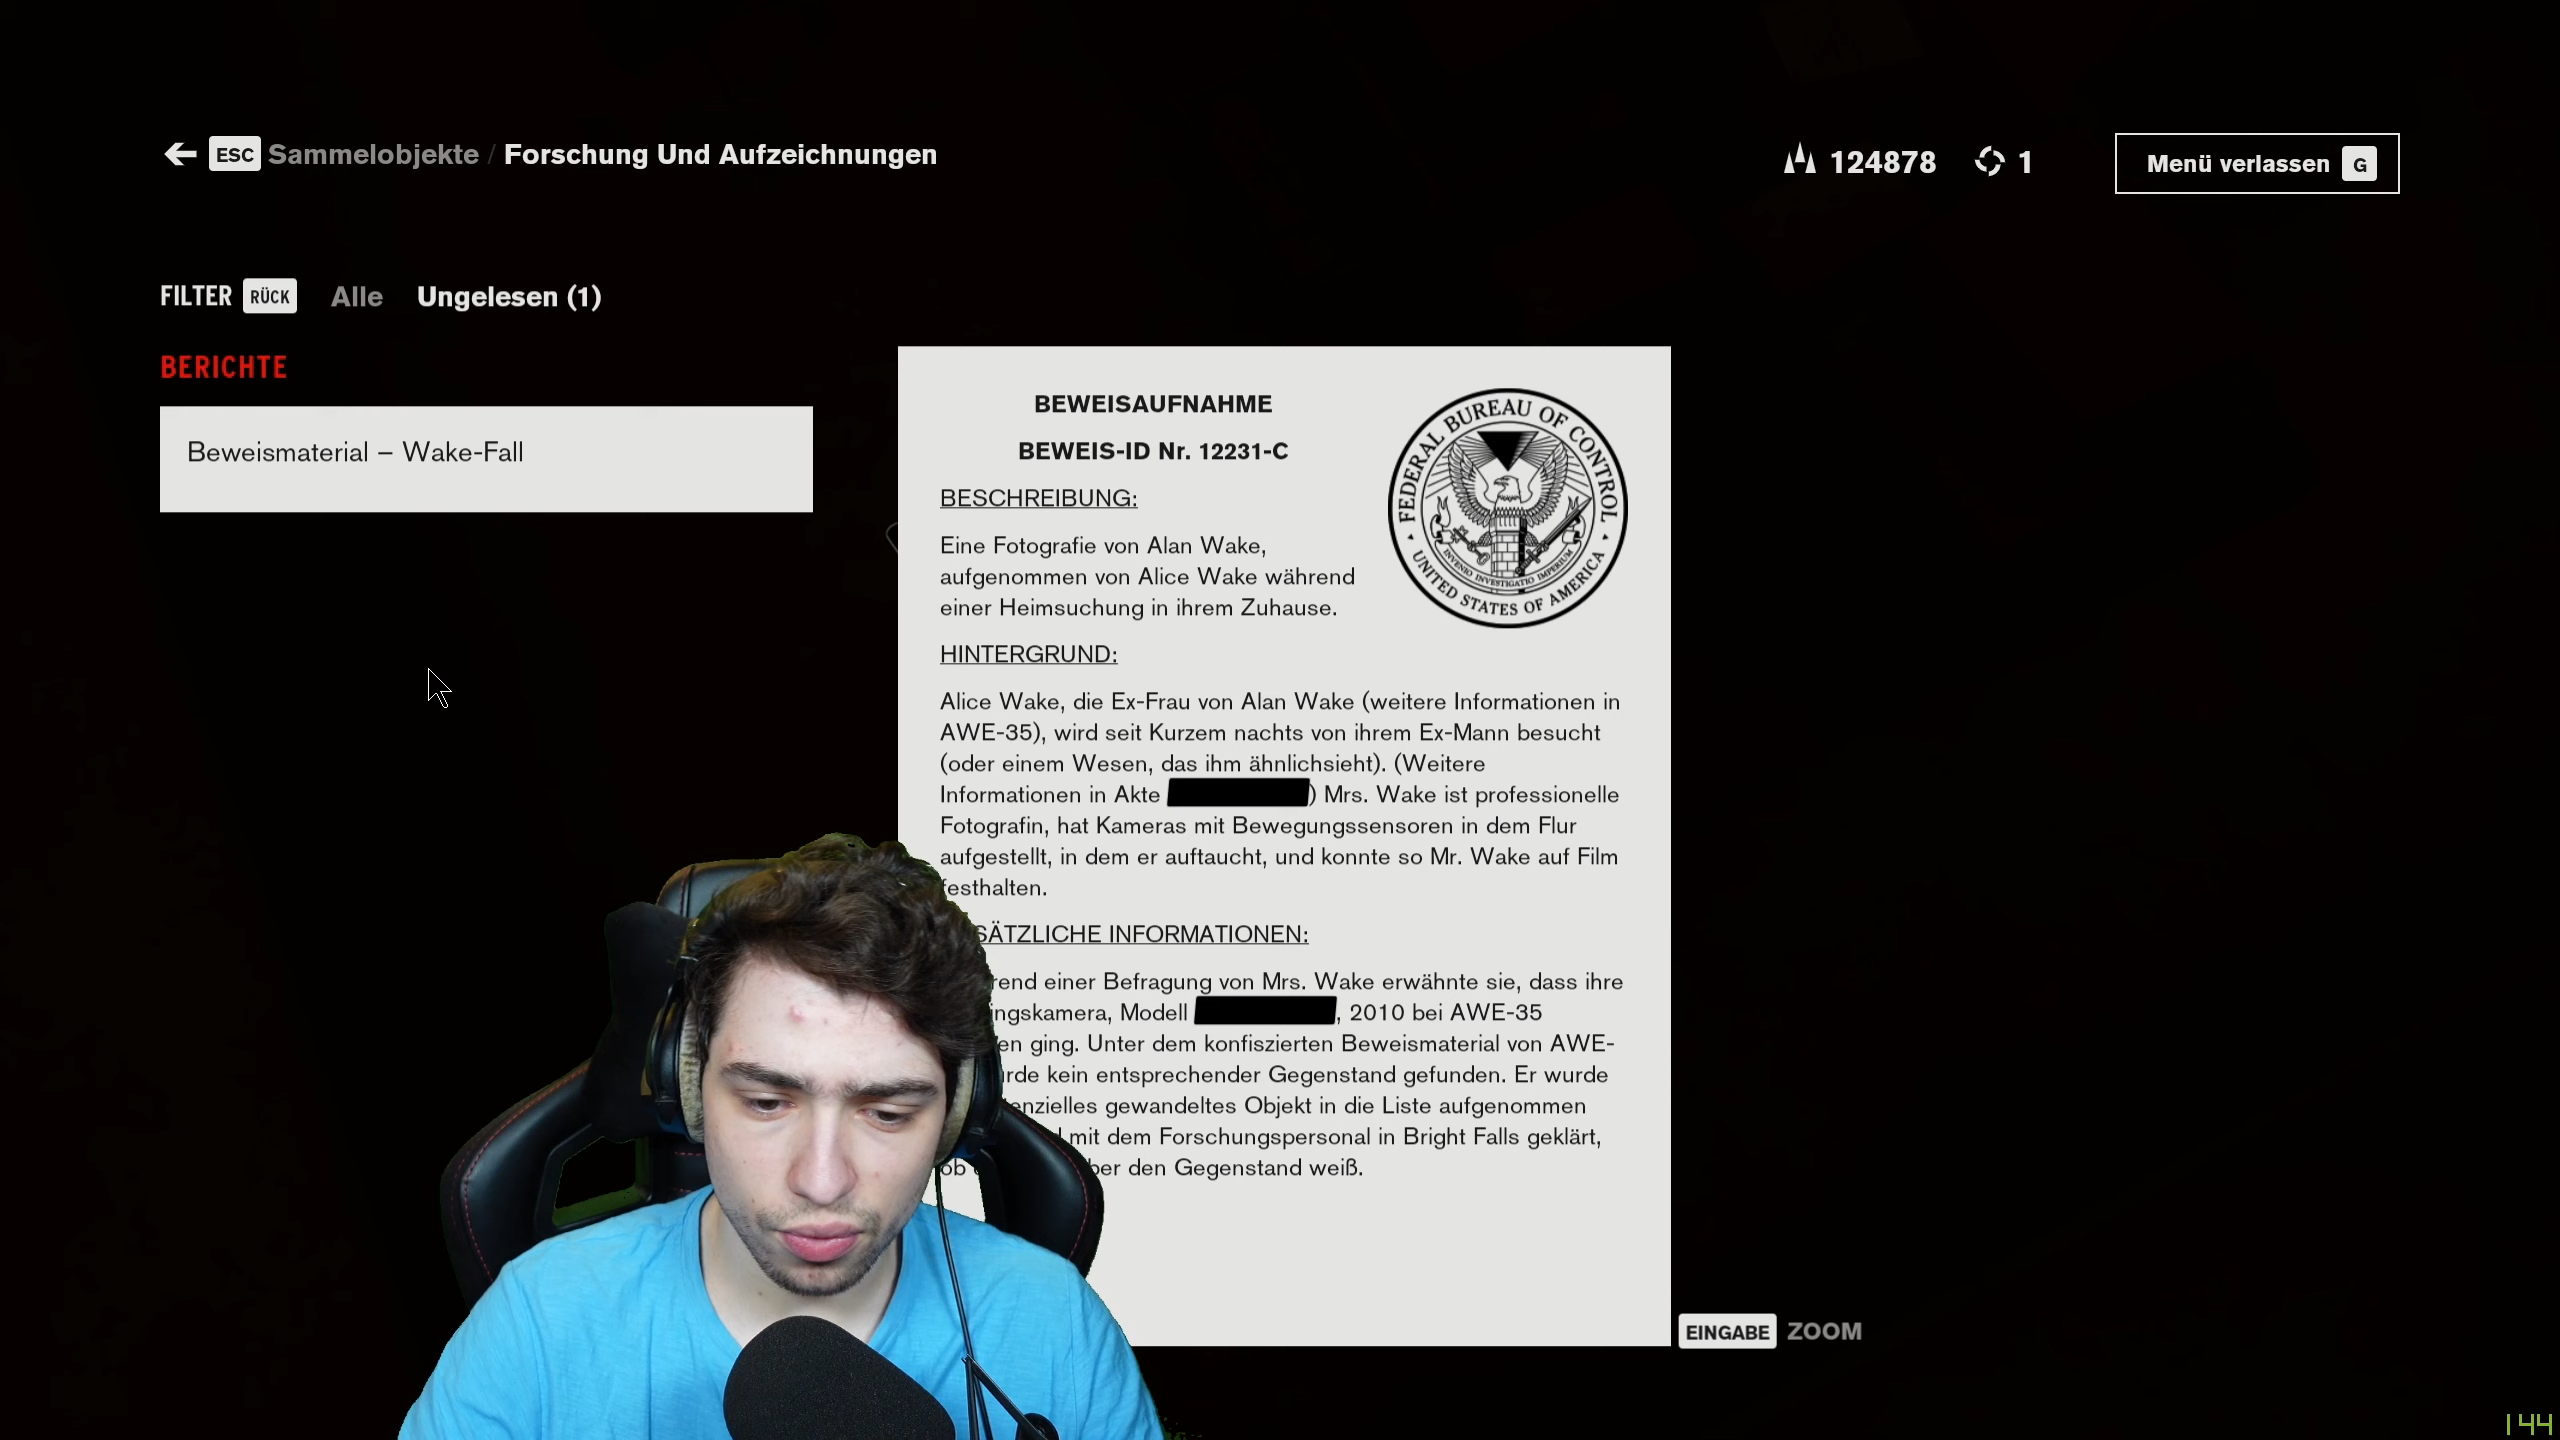 ESC Sammelobjekte / Forschung Und Aufzeichnungen
124878 1 Menü verlassen G
FILTER RÜCK Alle Ungelesen (1)
BERICHTE
Beweismaterial – Wake-Fall
BEWEISAUFNAHME
BEWEIS-ID Nr. 12231-C
FEDERAL BUREAU OF CONTROL
UNITED STATES OF AMERICA
INVENIO INVESTIGATIO IMPERIUM
BESCHREIBUNG:
Eine Fotografie von Alan Wake,
aufgenommen von Alice Wake während
einer Heimsuchung in ihrem Zuhause.
HINTERGRUND:
Alice Wake, die Ex-Frau von Alan Wake (weitere Informationen in
AWE-35), wird seit Kurzem nachts von ihrem Ex-Mann besucht
(oder einem Wesen, das ihm ähnlichsieht). (Weitere
Informationen in Akte ) Mrs. Wake ist professionelle
Fotografin, hat Kameras mit Bewegungssensoren in dem Flur
aufgestellt, in dem er auftaucht, und konnte so Mr. Wake auf Film
festhalten.
SÄTZLICHE INFORMATIONEN:
rend einer Befragung von Mrs. Wake erwähnte sie, dass ihre
ingskamera, Modell , 2010 bei AWE-35
en ging. Unter dem konfiszierten Beweismaterial von AWE-
rde kein entsprechender Gegenstand gefunden. Er wurde
enzielles gewandeltes Objekt in die Liste aufgenommen
mit dem Forschungspersonal in Bright Falls geklärt,
ob ber den Gegenstand weiß.
EINGABE ZOOM
144